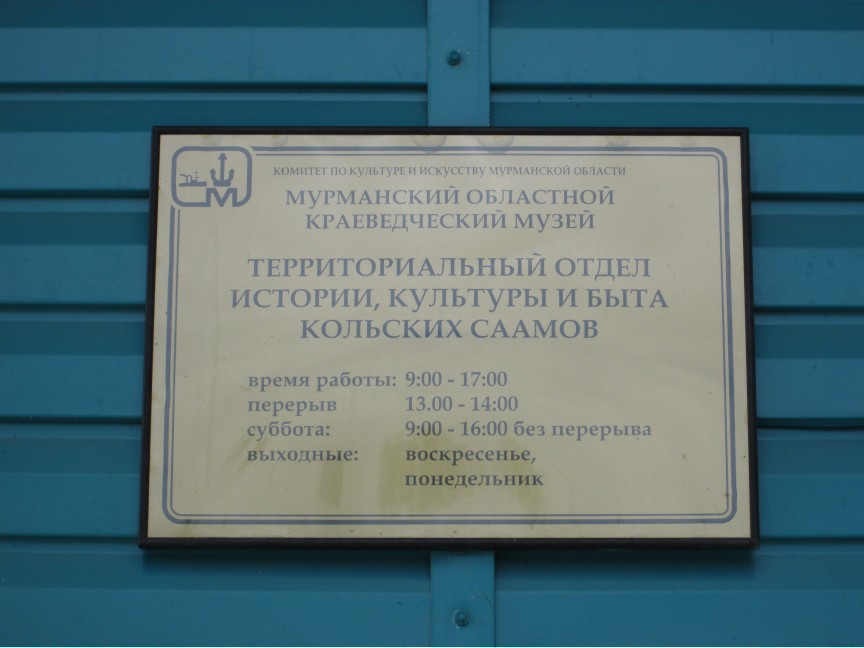 КОМИТЕТ ПО КУЛЬТУРЕ И ИСКУССТВУ МУРМАНСКОЙ ОБЛАСТИ
МУРМАНСКИЙ ОБЛАСТНОЙ
КРАЕВЕДЧЕСКИЙ МУЗЕЙ
ТЕРРИТОРИАЛЬНЫЙ ОТДЕЛ
ИСТОРИИ, КУЛЬТУРЫ И БЫТА
КОЛЬСКИХ СААМОВ
время работы: 9:00 - 17:00
перерыв 13.00 - 14:00
суббота: 9:00 - 16:00 без перерыва
выходные: воскресенье,
понедельник